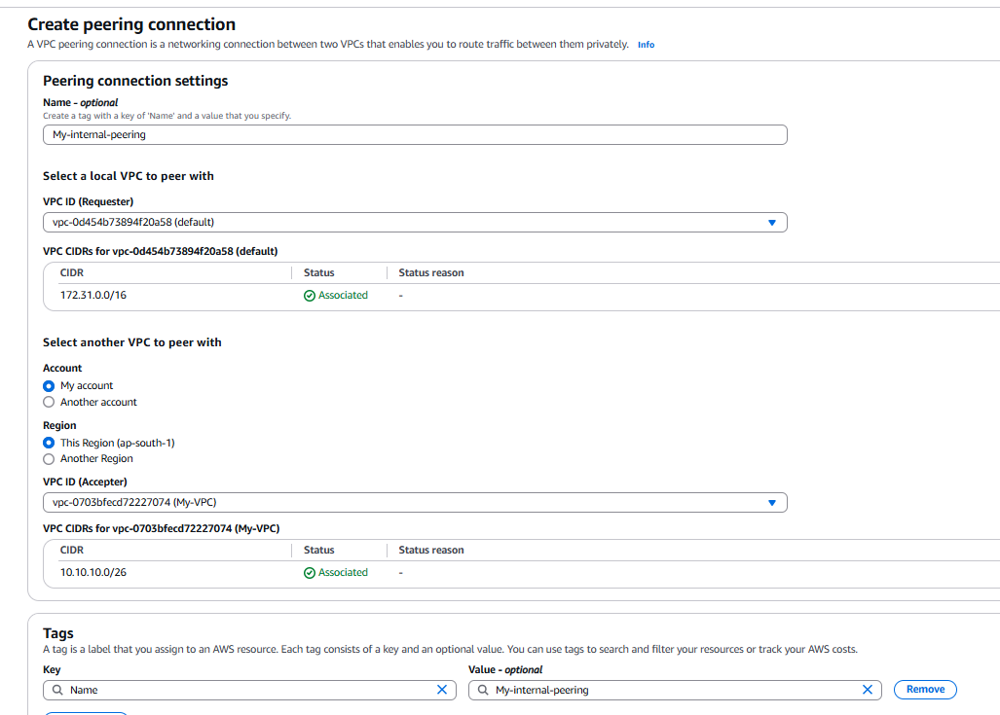 Create peering connection
A VPC peering connection is a networking connection between two VPCs that enables you to route traffic between them privately. Info
Peering connection settings
Name - optional
Create a tag with a key of 'Name' and a value that you specify.
My-internal-peering
Select a local VPC to peer with
VPC ID (Requester)
vpc-0d454b73894f20a58 (default)
VPC CIDRs for vpc-0d454b73894f20a58 (default)
CIDR Status Status reason
172.31.0.0/16 Associated -
Select another VPC to peer with
Account
My account
Another account
Region
This Region (ap-south-1)
Another Region
VPC ID (Accepter)
vpc-0703bfecd72227074 (My-VPC)
VPC CIDRs for vpc-0703bfecd72227074 (My-VPC)
CIDR Status Status reason
10.10.10.0/26 Associated -
Tags
A tag is a label that you assign to an AWS resource. Each tag consists of a key and an optional value. You can use tags to search and filter your resources or track your AWS costs.
Key Value - optional
Name My-internal-peering Remove